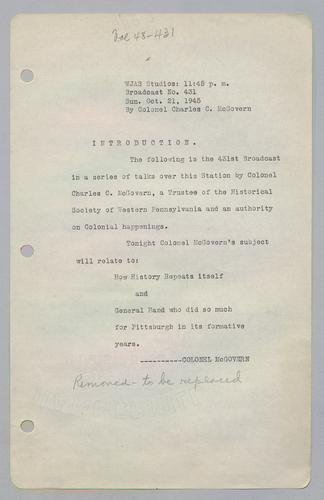 Doc 48-431
WJAS Studios: 11:45 p. m.
Broadcast No. 431
Sun. Oct. 21, 1945
By Colonel Charles C. McGovern
I N T R O D U C T I O N .
The following is the 431st Broadcast
in a series of talks over this Station by Colonel
Charles C. McGovern, a Trustee of the Historical
Society of Western Pennsylvania and an authority
on Colonial happenings.
Tonight Colonel McGovern's subject
will relate to:
How History Repeats itself
and
General Hand who did so much
for Pittsburgh in its formative
years.
----------COLONEL McGOVERN
Removed - to be replaced